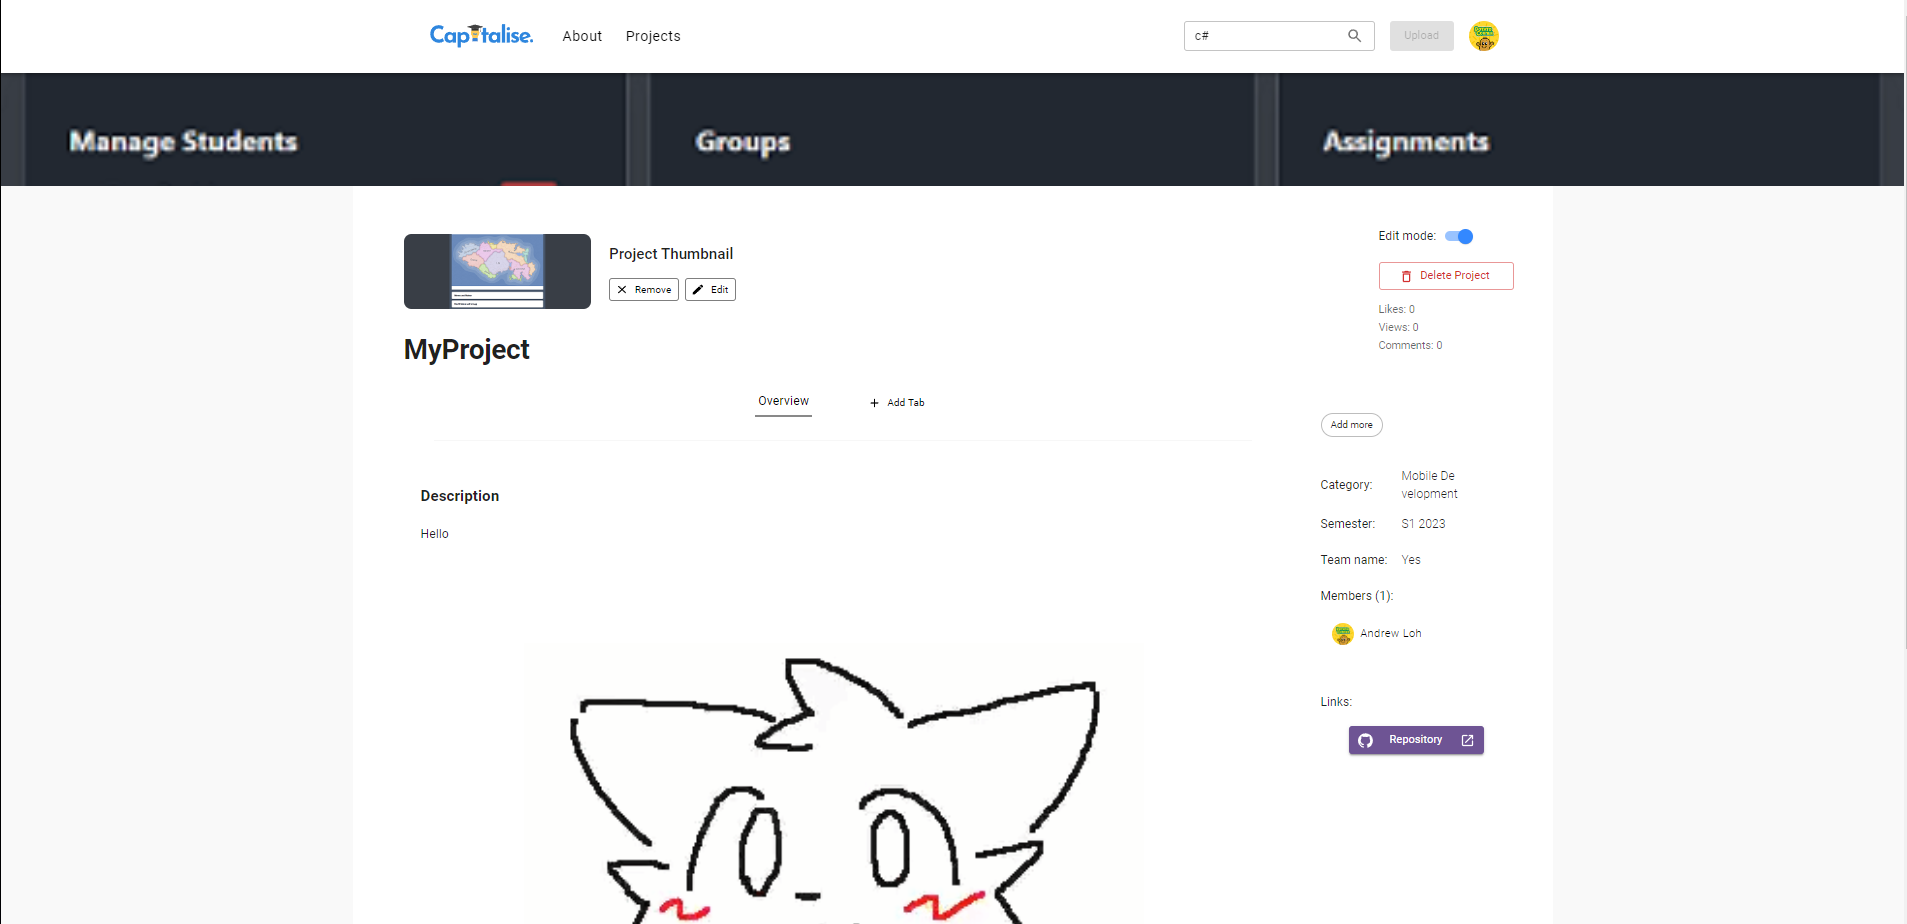 Capitalise.
About
Projects
c#
Upload
Manage Students
Groups
Assignments
Project Thumbnail
Remove
Edit
Edit mode:
Delete Project
Likes: 0
Views: 0
Comments: 0
MyProject
Overview
Add Tab
Add more
Description
Hello
Category:
Mobile De
velopment
Semester:
S1 2023
Team name:
Yes
Members (1):
Andrew Loh
Links:
Repository